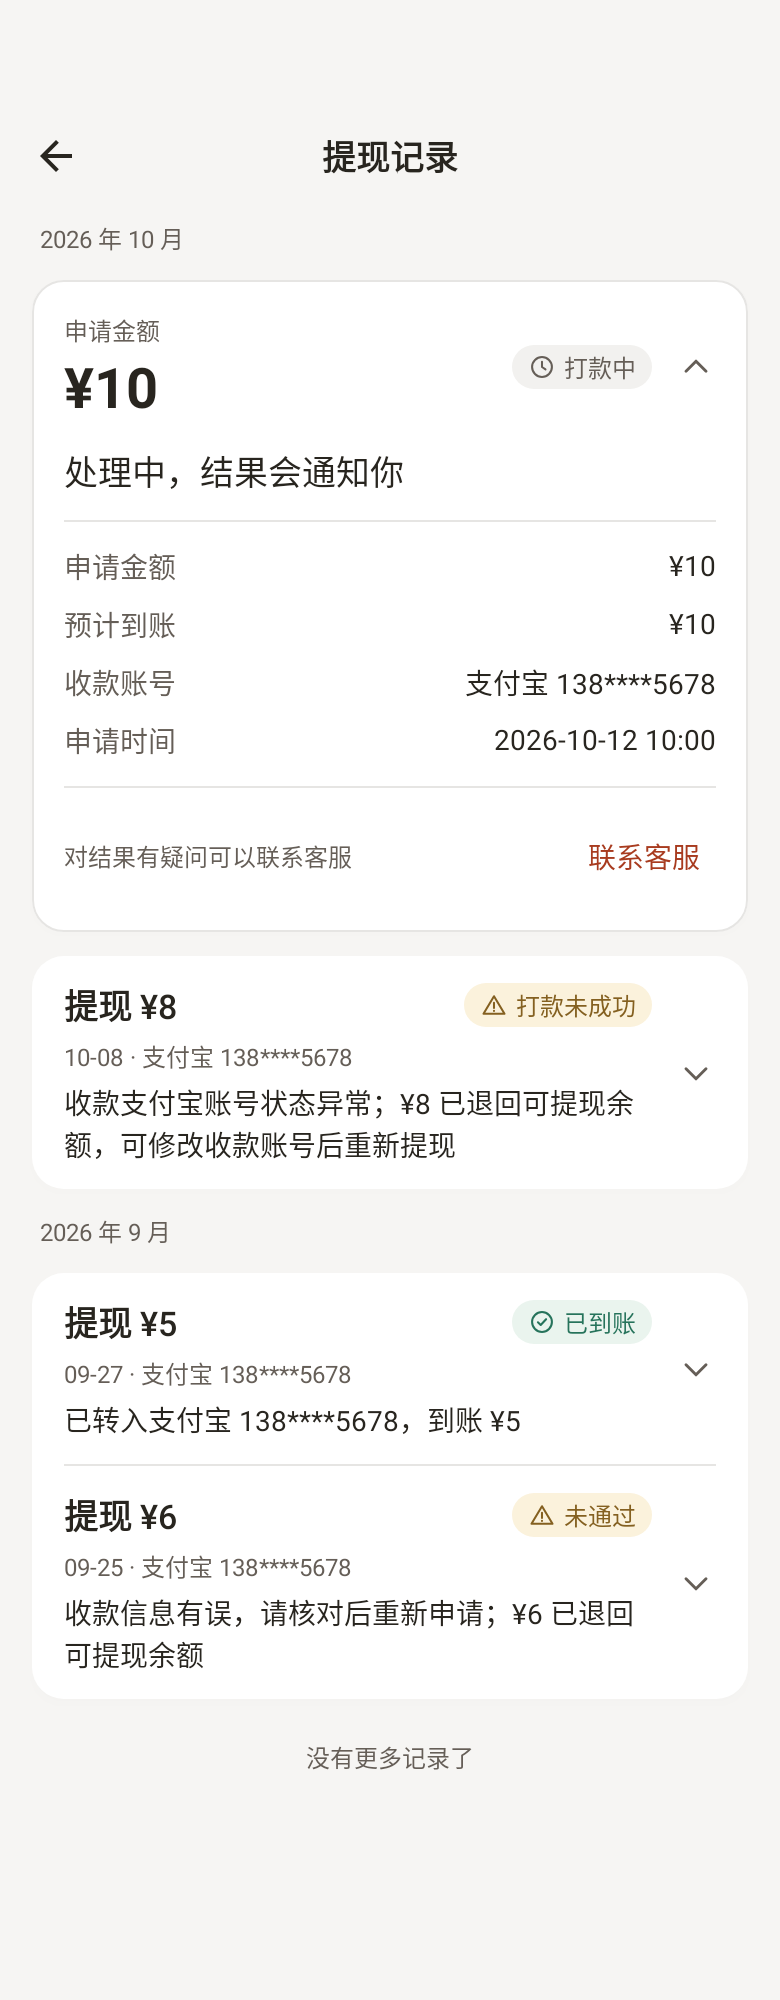 提现记录
2026 年 10 月
申请金额
¥10
打款中
处理中，结果会通知你
申请金额 ¥10
预计到账 ¥10
收款账号 支付宝 138****5678
申请时间 2026-10-12 10:00
对结果有疑问可以联系客服 联系客服
提现 ¥8 打款未成功
10-08 · 支付宝 138****5678
收款支付宝账号状态异常；¥8 已退回可提现余
额，可修改收款账号后重新提现
2026 年 9 月
提现 ¥5 已到账
09-27 · 支付宝 138****5678
已转入支付宝 138****5678，到账 ¥5
提现 ¥6 未通过
09-25 · 支付宝 138****5678
收款信息有误，请核对后重新申请；¥6 已退回
可提现余额
没有更多记录了